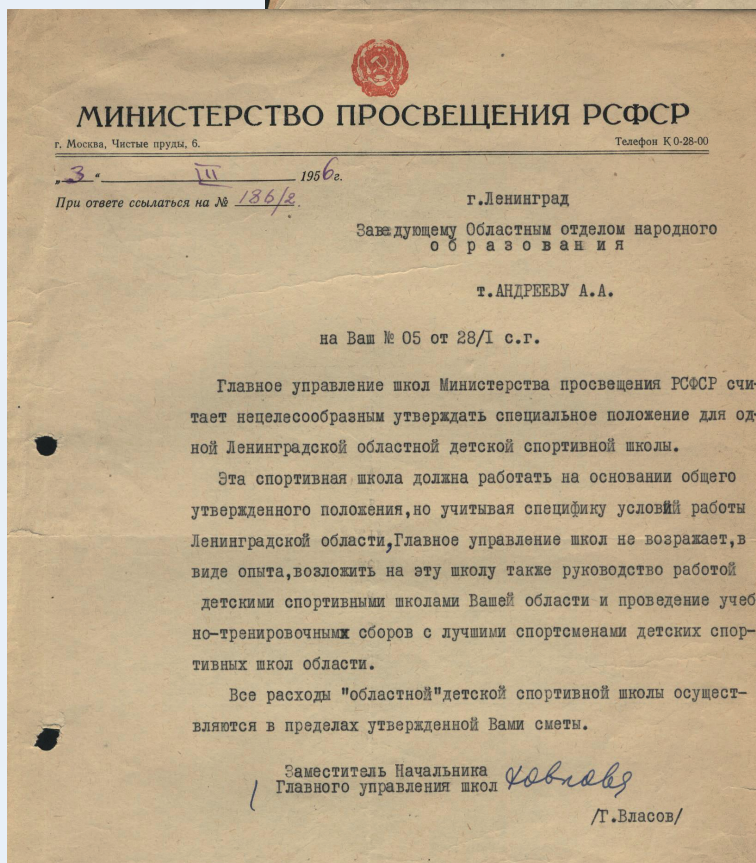 МИНИСТЕРСТВО ПРОСВЕЩЕНИЯ РСФСР
г. Москва, Чистые пруды, 6.
Телефон К 0-28-00
„3“ III 1956г.
При ответе ссылаться на № 186/2.
г.Ленинград
Заведующему Областным отделом народного
образования
т.АНДРЕЕВУ А.А.
на Ваш № 05 от 28/I с.г.
Главное управление школ Министерства просвещения РСФСР счи-
тает нецелесообразным утверждать специальное положение для од-
ной Ленинградской областной детской спортивной школы.
Эта спортивная школа должна работать на основании общего
утвержденного положения,но учитывая специфику условий работы
Ленинградской области,Главное управление школ не возражает,в
виде опыта,возложить на эту школу также руководство работой
детскими спортивными школами Вашей области и проведение учеб
но-тренировочных сборов с лучшими спортсменами детских спор-
тивных школ области.
Все расходы "областной"детской спортивной школы осущест-
вляются в пределах утвержденной Вами сметы.
Заместитель Начальника
Главного управления школ
/Т.Власов/